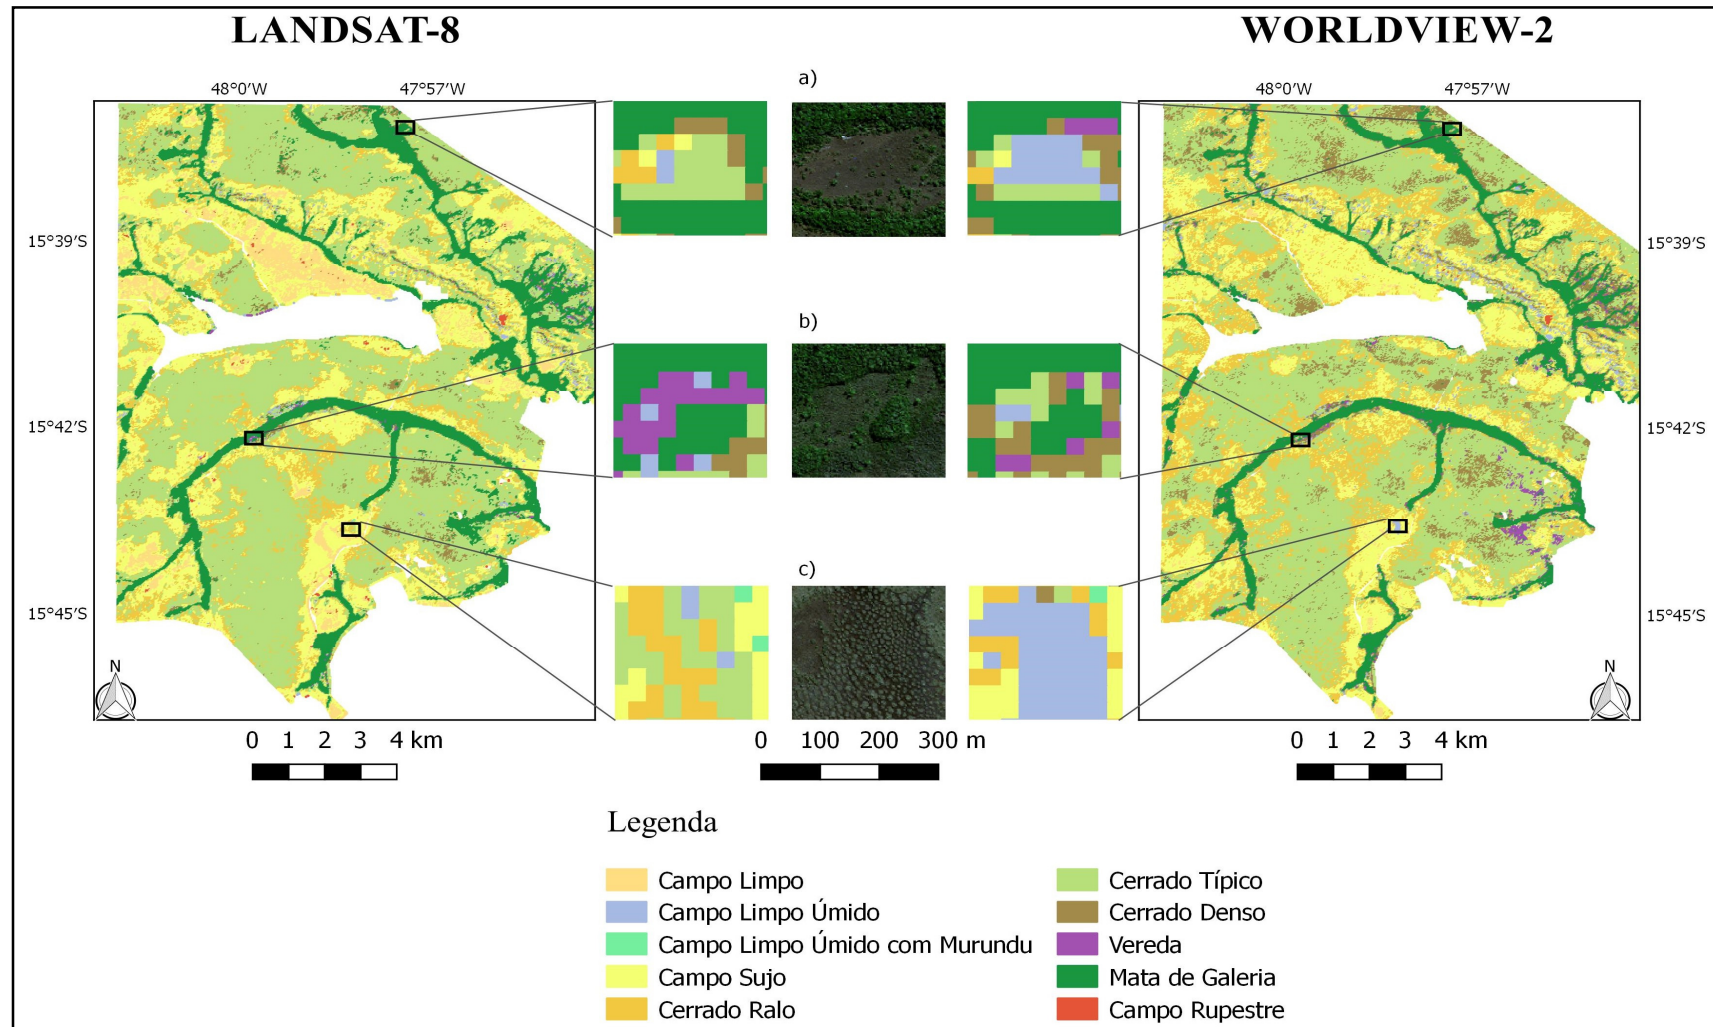 LANDSAT-8
WORLDVIEW-2
a)
48°0′W 47°57′W
48°0′W 47°57′W
15°39′S
15°39′S
b)
15°42′S
15°42′S
c)
15°45′S
15°45′S
N
N
0 1 2 3 4 km
0 100 200 300 m
0 1 2 3 4 km
Legenda
Campo Limpo
Campo Limpo Úmido
Campo Limpo Úmido com Murundu
Campo Sujo
Cerrado Ralo
Cerrado Típico
Cerrado Denso
Vereda
Mata de Galeria
Campo Rupestre